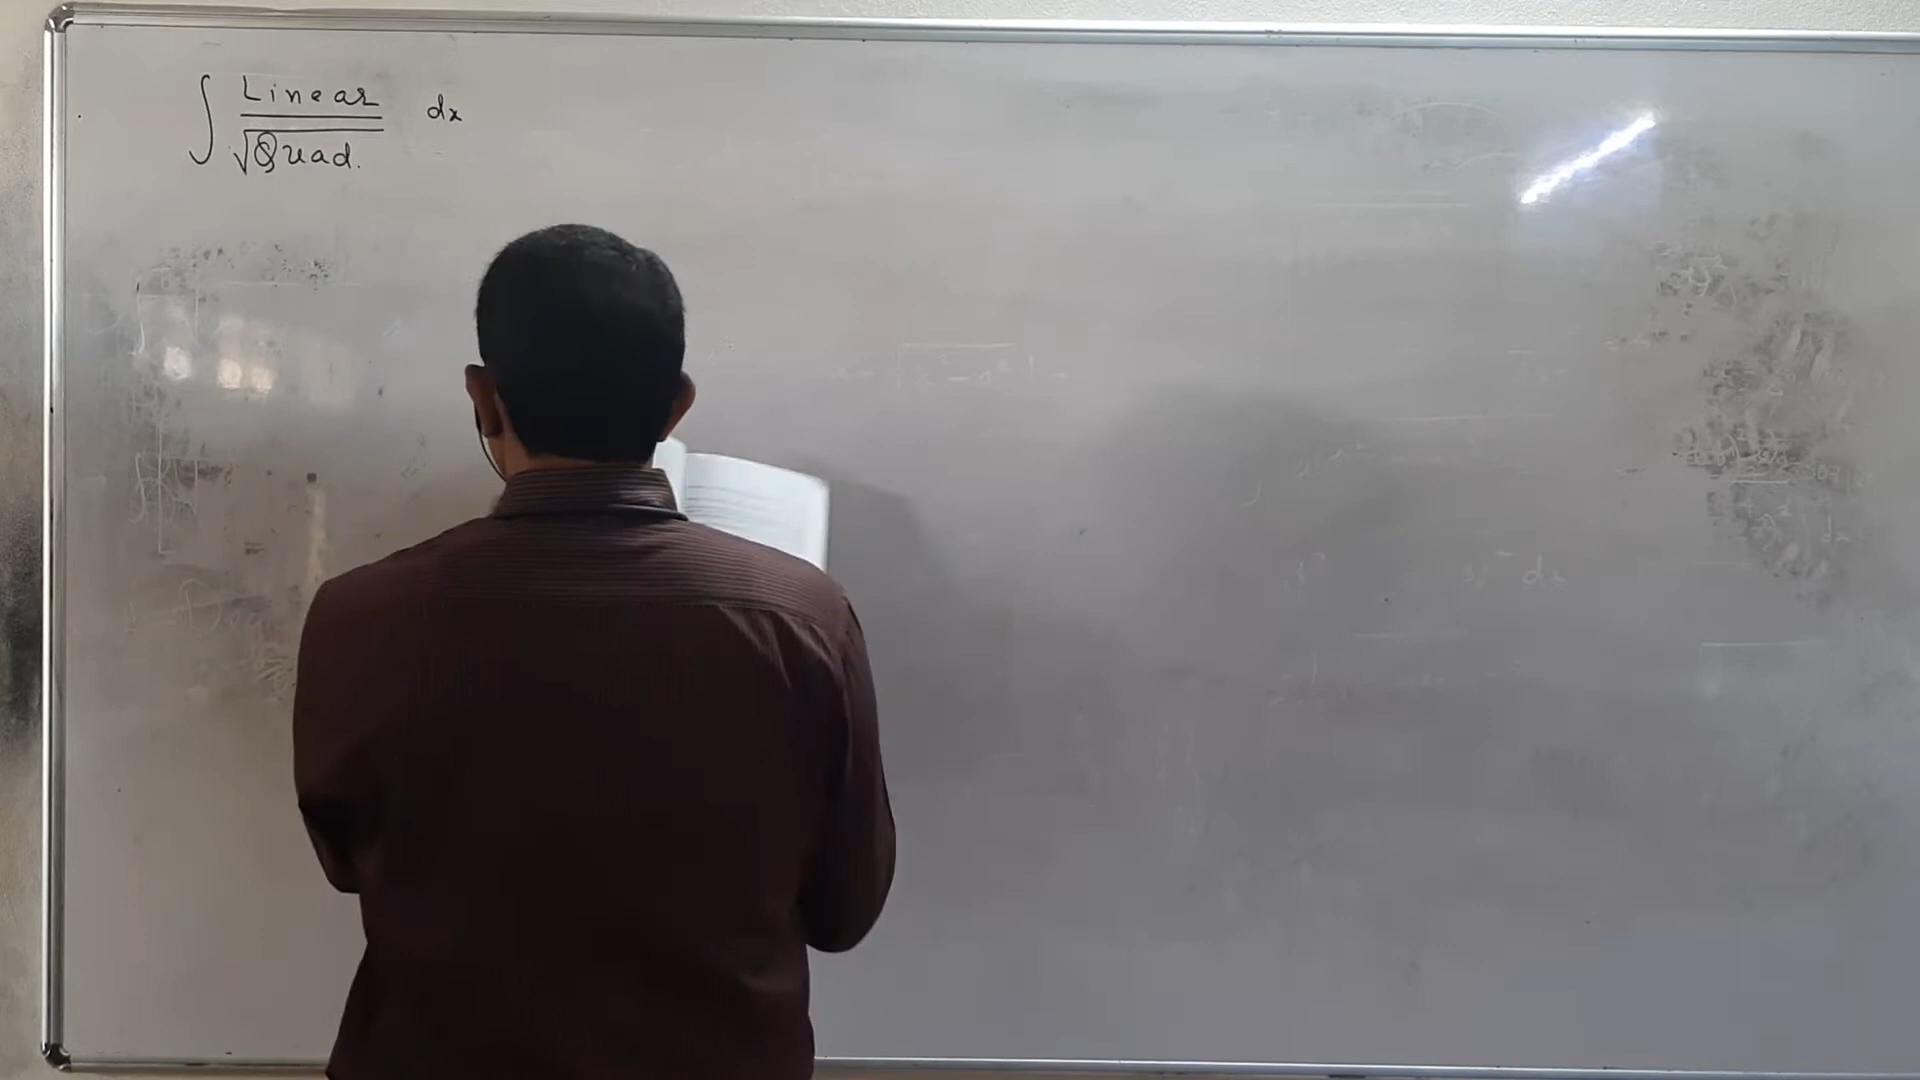 ∫ Linear / √Quad. dx